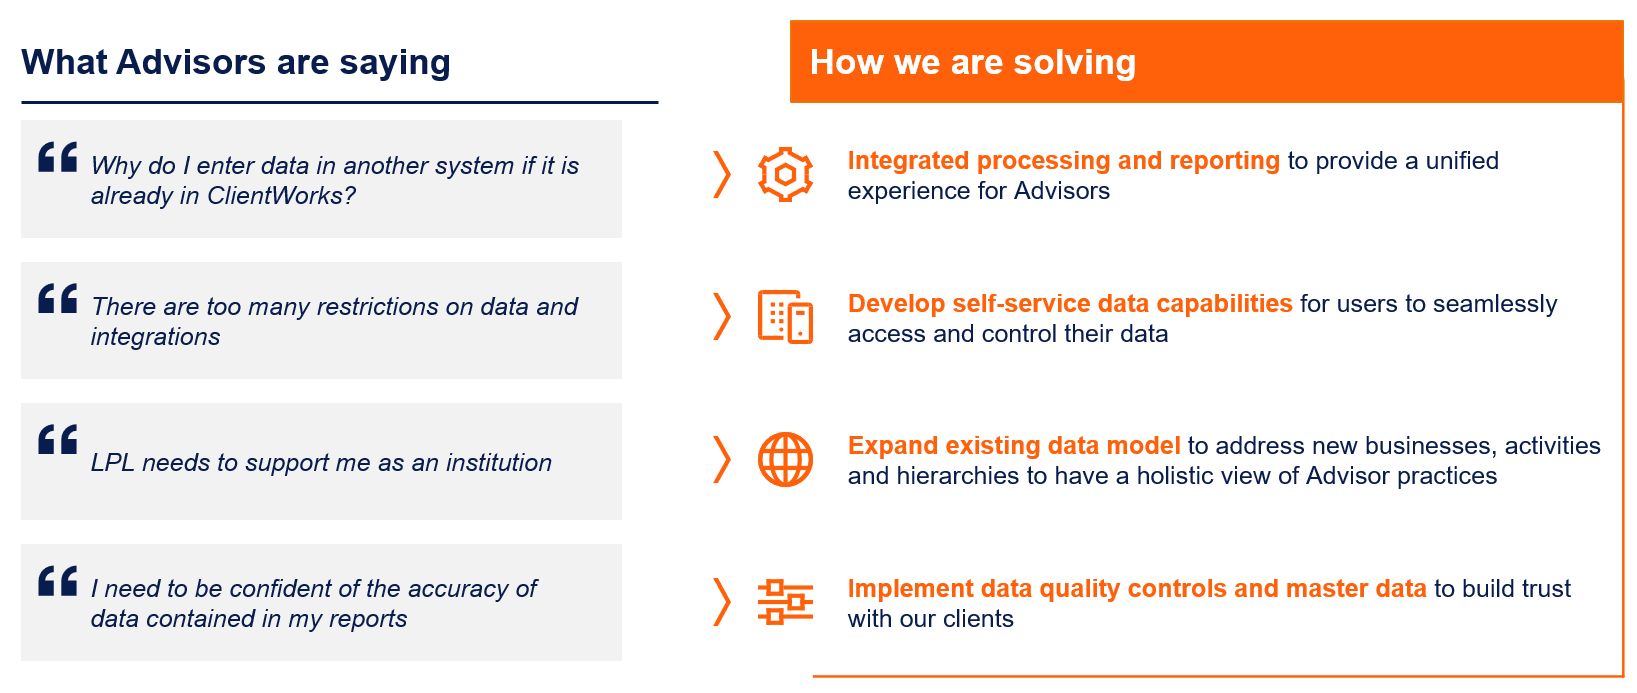 What Advisors are saying
How we are solving
Why do I enter data in another system if it is
already in ClientWorks?
Integrated processing and reporting to provide a unified
experience for Advisors
There are too many restrictions on data and
integrations
Develop self-service data capabilities for users to seamlessly
access and control their data
LPL needs to support me as an institution
Expand existing data model to address new businesses, activities
and hierarchies to have a holistic view of Advisor practices
I need to be confident of the accuracy of
data contained in my reports
Implement data quality controls and master data to build trust
with our clients